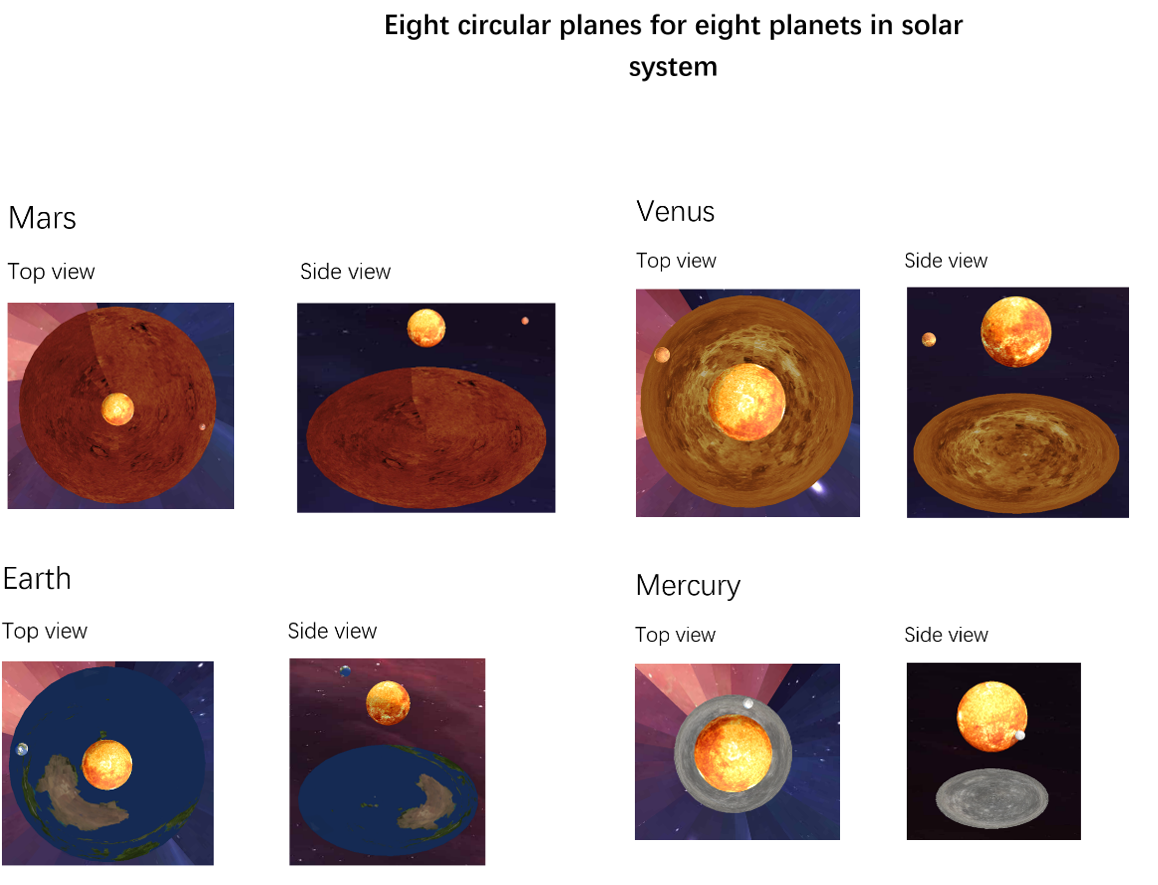 Eight circular planes for eight planets in solar
system
Mars
Top view
Side view
Venus
Top view
Side view
Earth
Top view
Side view
Mercury
Top view
Side view